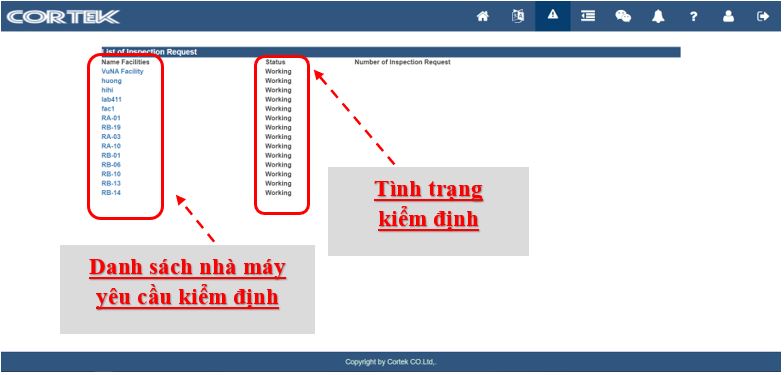 CORTEK
?
List of Inspection Request
Name Facilities Status Number of Inspection Request
VuNA Facility Working
huong Working
hihi Working
lab411 Working
fac1 Working
RA-01 Working
RB-19 Working
RA-03 Working
RA-10 Working
RB-01 Working
RB-06 Working
RB-10 Working
RB-13 Working
RB-14 Working
Tình trạng
kiểm định
Danh sách nhà máy
yêu cầu kiểm định
Copyright by Cortek CO.Ltd,.